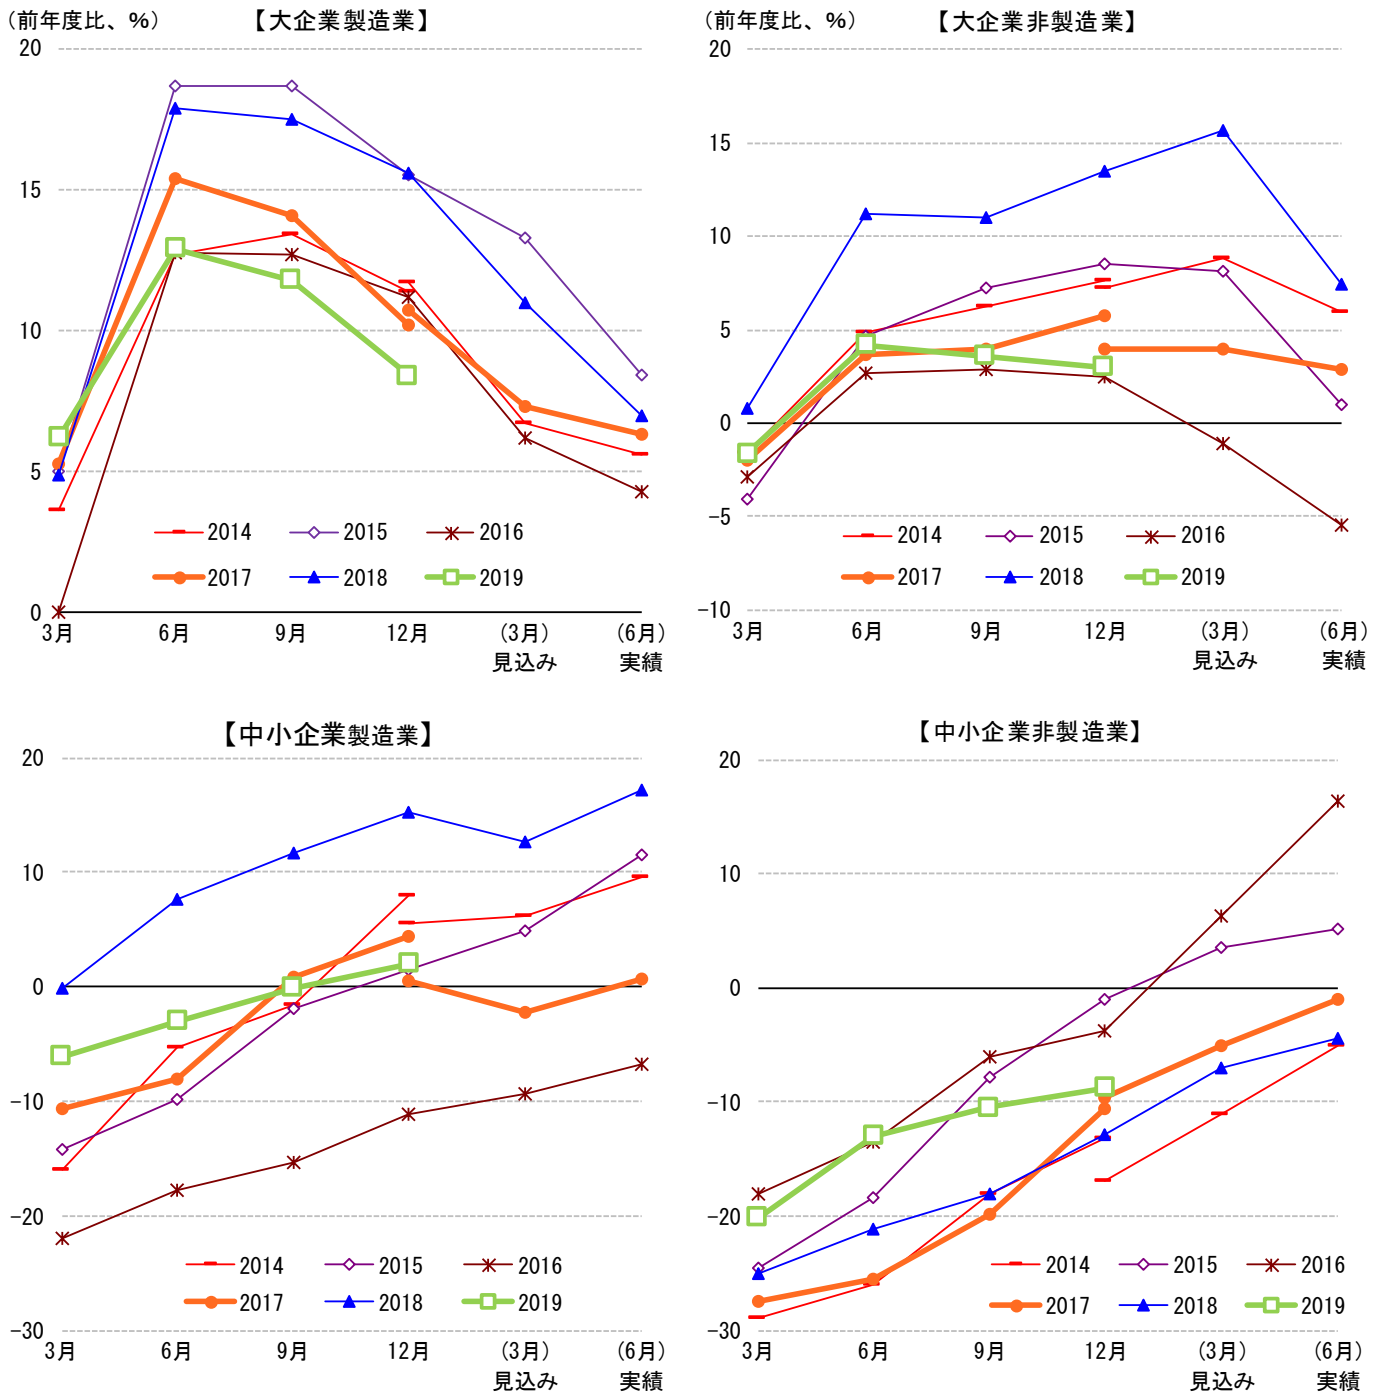 (前年度比、%)
【大企業製造業】
20
15
10
5
0
2014 2015 2016
2017 2018 2019
3月 6月 9月 12月 (3月) (6月)
見込み 実績
(前年度比、%)
【大企業非製造業】
20
15
10
5
0
-5
-10
2014 2015 2016
2017 2018 2019
3月 6月 9月 12月 (3月) (6月)
見込み 実績
【中小企業製造業】
20
10
0
-10
-20
-30
2014 2015 2016
2017 2018 2019
3月 6月 9月 12月 (3月) (6月)
見込み 実績
【中小企業非製造業】
20
10
0
-10
-20
-30
2014 2015 2016
2017 2018 2019
3月 6月 9月 12月 (3月) (6月)
見込み 実績